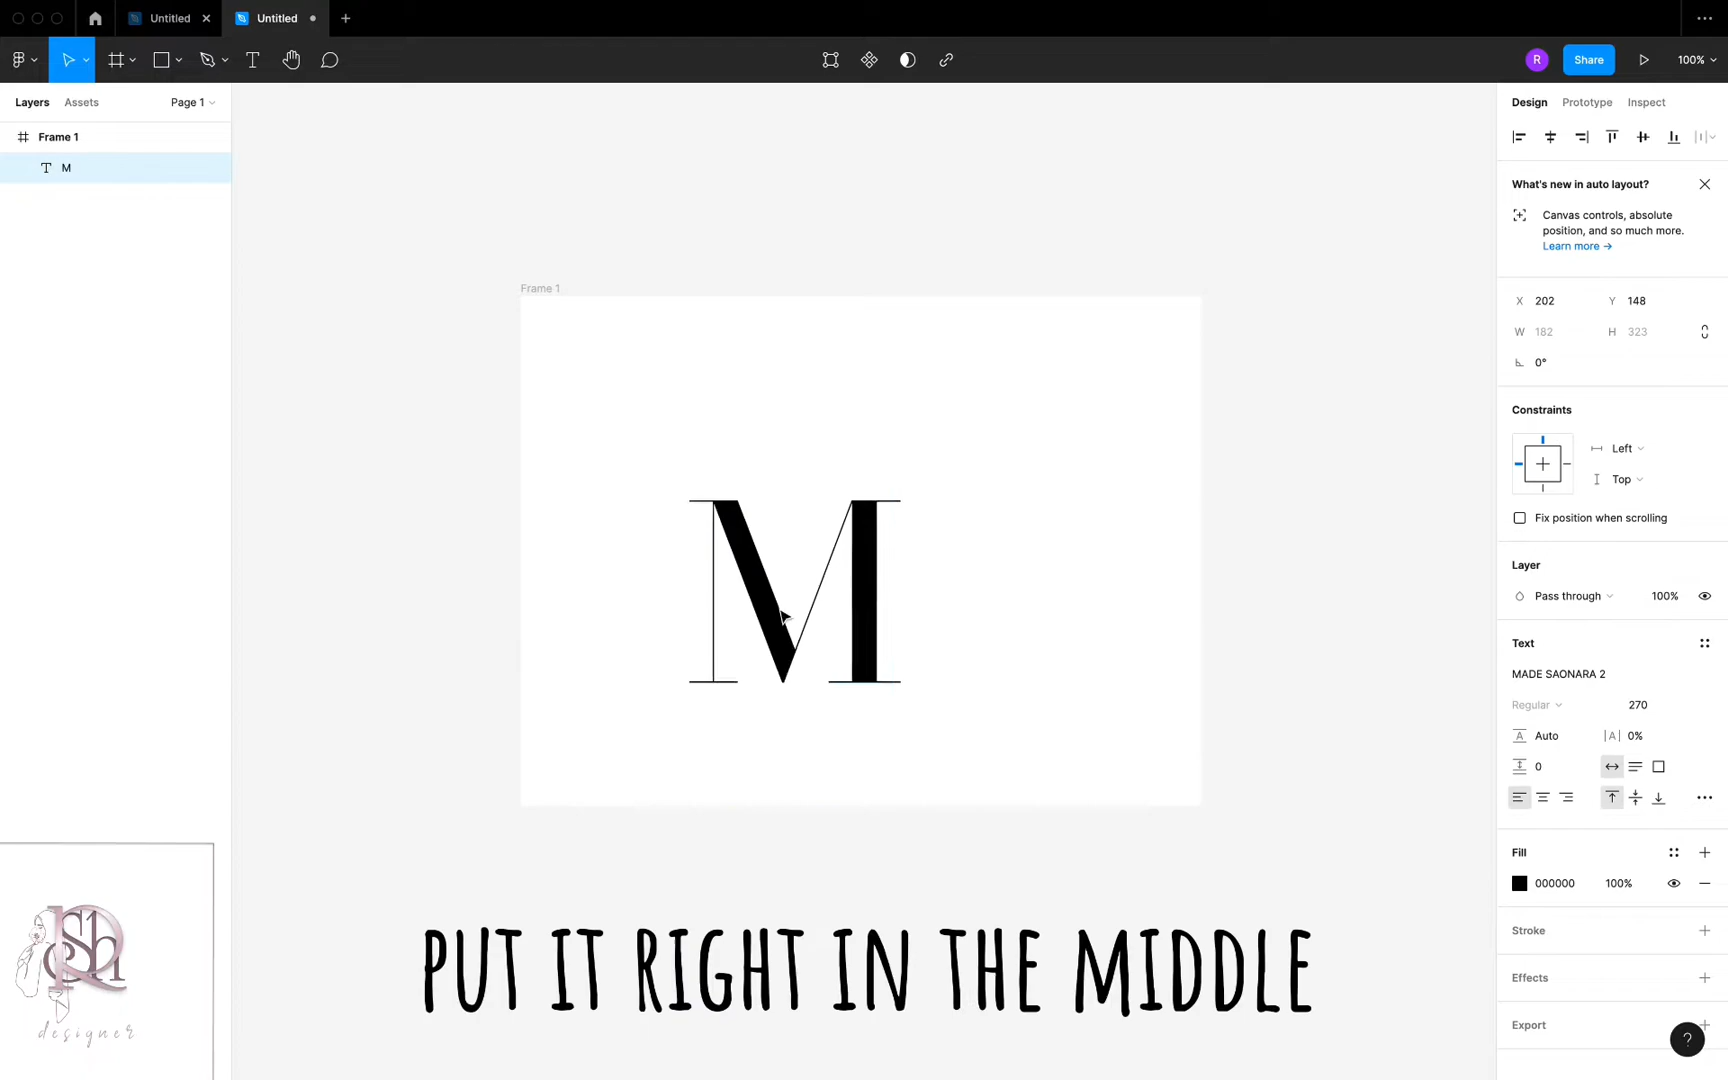 Untitled
Untitled
+
Share
100%
Layers
Assets
Page 1
Design
Prototype
Inspect
Frame 1
M
What's new in auto layout?
Canvas controls, absolute
position, and so much more.
Learn more →
X 202
Y 148
W 182
H 323
0°
Constraints
Left
Top
Fix position when scrolling
Layer
Pass through
100%
Text
MADE SAONARA 2
Regular
270
Auto
|A| 0%
0
Fill
000000
100%
Stroke
Effects
Export
?
R
Frame 1
M
PUT IT RIGHT IN THE MIDDLE
designer